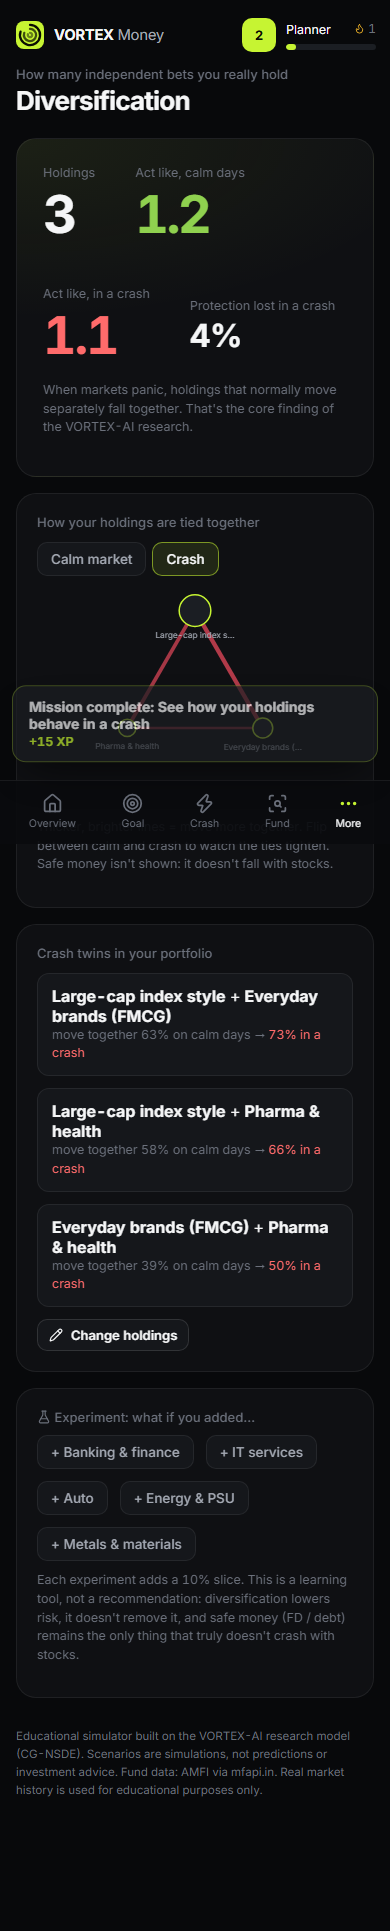 VORTEX Money
2
Planner
1
How many independent bets you really hold
Diversification
Holdings
3
Act like, calm days
1.2
Act like, in a crash
1.1
Protection lost in a crash
4%
When markets panic, holdings that normally move
separately fall together. That's the core finding of
the VORTEX-AI research.
How your holdings are tied together
Calm market
Crash
Large-cap index s...
Mission complete: See how your holdings
behave in a crash
+15 XP
Pharma & health
Everyday brands (...
Overview
Goal
Crash
Fund
More
between calm and crash to watch the ties tighten.
Safe money isn't shown: it doesn't fall with stocks.
Crash twins in your portfolio
Large-cap index style + Everyday
brands (FMCG)
move together 63% on calm days → 73% in a
crash
Large-cap index style + Pharma &
health
move together 58% on calm days → 66% in a
crash
Everyday brands (FMCG) + Pharma
& health
move together 39% on calm days → 50% in a
crash
Change holdings
Experiment: what if you added...
+ Banking & finance
+ IT services
+ Auto
+ Energy & PSU
+ Metals & materials
Each experiment adds a 10% slice. This is a learning
tool, not a recommendation: diversification lowers
risk, it doesn't remove it, and safe money (FD / debt)
remains the only thing that truly doesn't crash with
stocks.
Educational simulator built on the VORTEX-AI research model
(CG-NSDE). Scenarios are simulations, not predictions or
investment advice. Fund data: AMFI via mfapi.in. Real market
history is used for educational purposes only.